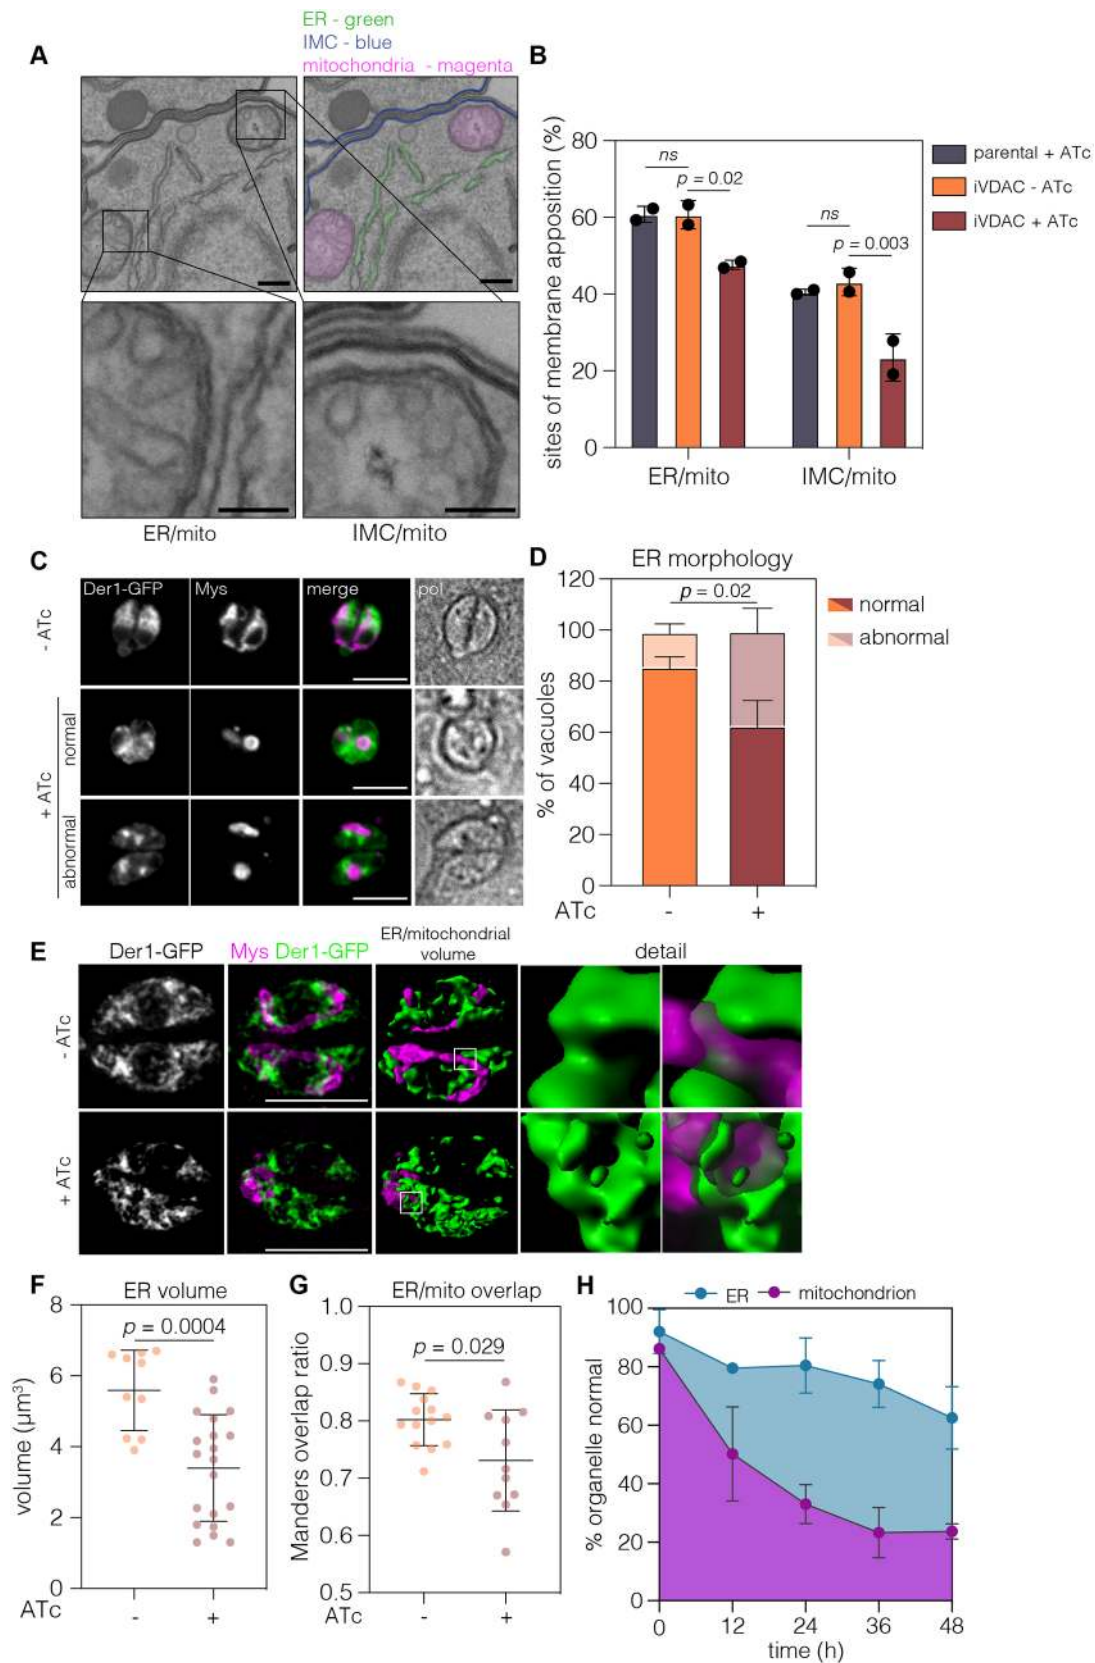 ER - green
IMC - blue
mitochondria - magenta
A
ER/mito
IMC/mito
B
sites of membrane apposition (%)
80
60
40
20
0
ns
p = 0.02
ns
p = 0.003
ER/mito
IMC/mito
parental + ATc
iVDAC - ATc
iVDAC + ATc
C
Der1-GFP
Mys
merge
pol
- ATc
+ ATc
normal
abnormal
D
ER morphology
% of vacuoles
120
100
80
60
40
20
0
p = 0.02
ATc
-
+
normal
abnormal
E
Der1-GFP
Mys Der1-GFP
ER/mitochondrial
volume
detail
- ATc
+ ATc
F
ER volume
volume (μm³)
8
6
4
2
0
p = 0.0004
ATc
-
+
G
ER/mito overlap
Manders overlap ratio
1.0
0.9
0.8
0.7
0.6
0.5
p = 0.029
ATc
-
+
H
ER
mitochondrion
% organelle normal
100
80
60
40
20
0
0
12
24
36
48
time (h)